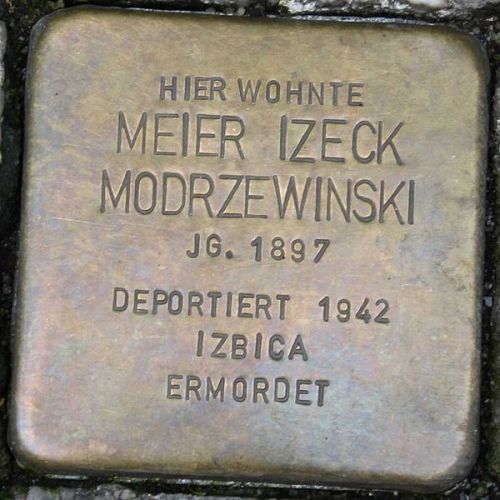 HIER WOHNTE
MEIER IZECK
MODRZEWINSKI
JG. 1897
DEPORTIERT 1942
IZBICA
ERMORDET